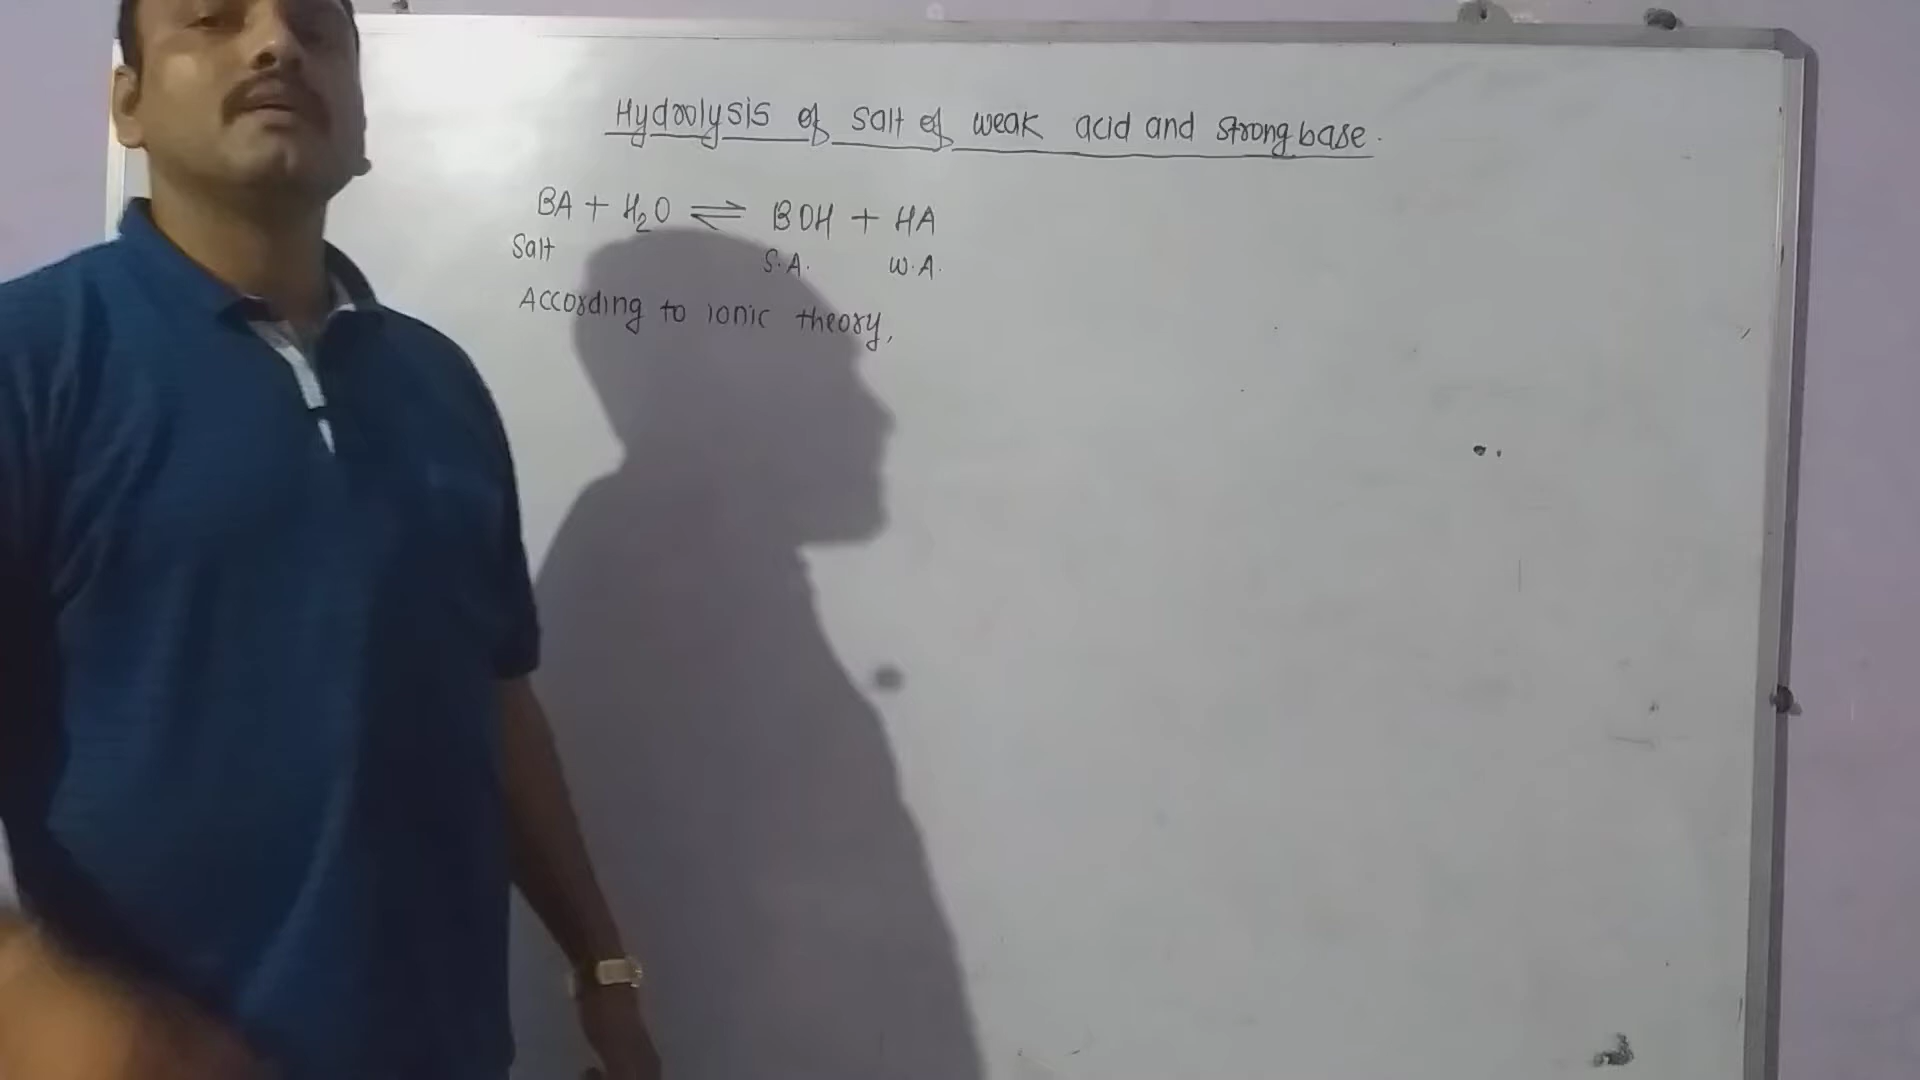 Hydrolysis of salt of weak acid and strong base.
BA + H₂O ⇌ BOH + HA
Salt S.A. W.A.
According to ionic theory,